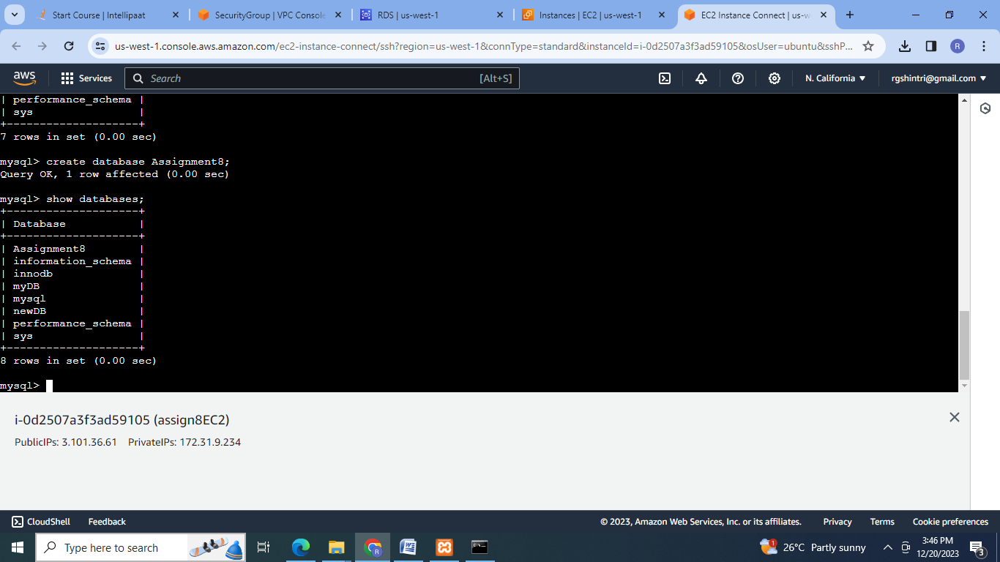 Start Course | Intellipaat
SecurityGroup | VPC Console
RDS | us-west-1
Instances | EC2 | us-west-1
EC2 Instance Connect | us-w
us-west-1.console.aws.amazon.com/ec2-instance-connect/ssh?region=us-west-1&connType=standard&instanceId=i-0d2507a3f3ad59105&osUser=ubuntu&sshP...
R
aws
Services
Search
[Alt+S]
N. California
rgshintri@gmail.com
| performance_schema |
| sys                |
+--------------------+
7 rows in set (0.00 sec)
mysql> create database Assignment8;
Query OK, 1 row affected (0.00 sec)
mysql> show databases;
+--------------------+
| Database           |
+--------------------+
| Assignment8        |
| information_schema |
| innodb             |
| myDB               |
| mysql              |
| newDB              |
| performance_schema |
| sys                |
+--------------------+
8 rows in set (0.00 sec)
mysql>
i-0d2507a3f3ad59105 (assign8EC2)
PublicIPs: 3.101.36.61 PrivateIPs: 172.31.9.234
CloudShell
Feedback
© 2023, Amazon Web Services, Inc. or its affiliates.
Privacy
Terms
Cookie preferences
Type here to search
R
1
26°C Partly sunny
3:46 PM
12/20/2023
3